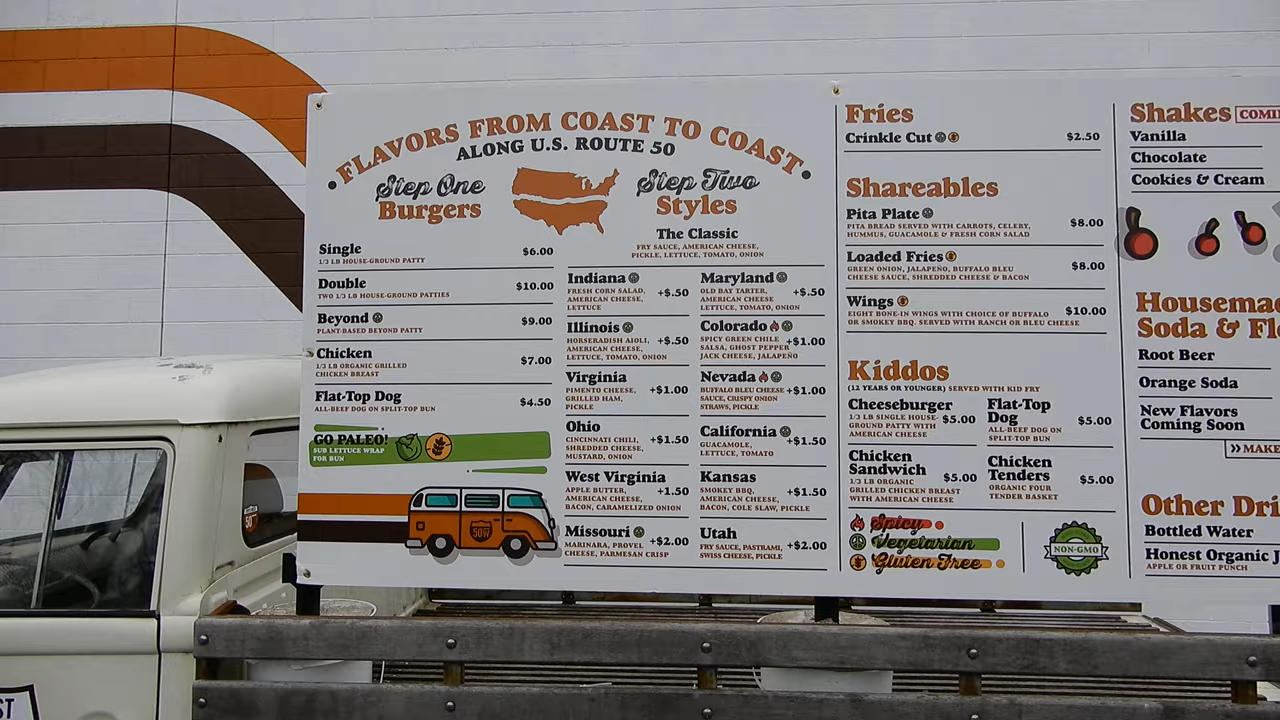 FLAVORS FROM COAST TO COAST
ALONG U.S. ROUTE 50
Step One
Burgers
Single $6.00
1/3 LB HOUSE-GROUND PATTY
Double $10.00
TWO 1/3 LB HOUSE-GROUND PATTIES
Beyond $9.00
PLANT-BASED BEYOND PATTY
Chicken $7.00
1/3 LB ORGANIC GRILLED
CHICKEN BREAST
Flat-Top Dog $4.50
ALL-BEEF DOG ON SPLIT-TOP BUN
GO PALEO!
SUB LETTUCE WRAP
FOR BUN
50W
Step Two
Styles
The Classic
FRY SAUCE, AMERICAN CHEESE,
PICKLE, LETTUCE, TOMATO, ONION
Indiana +$.50
FRESH CORN SALAD,
AMERICAN CHEESE,
LETTUCE
Illinois +$.50
HORSERADISH AIOLI,
AMERICAN CHEESE,
LETTUCE, TOMATO, ONION
Virginia +$1.00
PIMENTO CHEESE,
GRILLED HAM,
PICKLE
Ohio +$1.50
CINCINNATI CHILI,
SHREDDED CHEESE,
MUSTARD, ONION
West Virginia +1.50
APPLE BUTTER,
AMERICAN CHEESE,
BACON, CARAMELIZED ONION
Missouri +$2.00
MARINARA, PROVEL
CHEESE, PARMESAN CRISP
Maryland +$.50
OLD BAY TARTER,
AMERICAN CHEESE
LETTUCE, TOMATO, ONION
Colorado +$1.00
SPICY GREEN CHILE
SALSA, GHOST PEPPER
JACK CHEESE, JALAPEÑO
Nevada +$1.00
BUFFALO BLEU CHEESE
SAUCE, CRISPY ONION
STRAWS, PICKLE
California +$1.50
GUACAMOLE,
LETTUCE, TOMATO
Kansas +$1.50
SMOKEY BBQ,
AMERICAN CHEESE,
BACON, COLE SLAW, PICKLE
Utah +$2.00
FRY SAUCE, PASTRAMI,
SWISS CHEESE, PICKLE
Fries
Crinkle Cut $2.50
Shareables
Pita Plate $8.00
PITA BREAD SERVED WITH CARROTS, CELERY,
HUMMUS, GUACAMOLE & FRESH CORN SALAD
Loaded Fries $8.00
GREEN ONION, JALAPEÑO, BUFFALO BLEU
CHEESE SAUCE, SHREDDED CHEESE & BACON
Wings $10.00
EIGHT BONE-IN WINGS WITH CHOICE OF BUFFALO
OR SMOKEY BBQ. SERVED WITH RANCH OR BLEU CHEESE
Kiddos
(12 YEARS OR YOUNGER) SERVED WITH KID FRY
Cheeseburger $5.00
1/3 LB SINGLE HOUSE-
GROUND PATTY WITH
AMERICAN CHEESE
Flat-Top
Dog $5.00
ALL-BEEF DOG ON
SPLIT-TOP BUN
Chicken
Sandwich $5.00
1/3 LB ORGANIC
GRILLED CHICKEN BREAST
WITH AMERICAN CHEESE
Chicken
Tenders $5.00
ORGANIC FOUR
TENDER BASKET
Spicy
Vegetarian
Gluten Free
NON-GMO
Shakes COMI
Vanilla
Chocolate
Cookies & Cream
Housema
Soda & Fl
Root Beer
Orange Soda
New Flavors
Coming Soon
» MAKE
Other Dri
Bottled Water
Honest Organic J
APPLE OR FRUIT PUNCH
50
ST